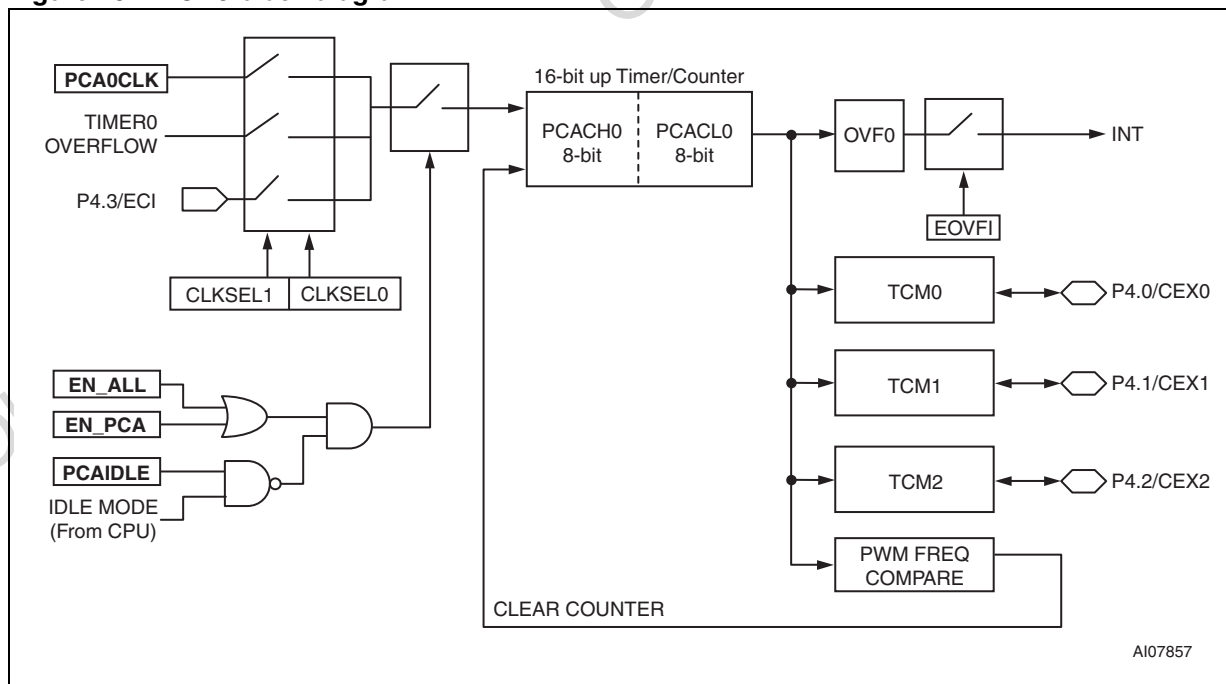 PCA0CLK
TIMER0
OVERFLOW
P4.3/ECI
CLKSEL1
CLKSEL0
16-bit up Timer/Counter
PCACH0
8-bit
PCACL0
8-bit
OVF0
INT
EOVFI
TCM0
P4.0/CEX0
TCM1
P4.1/CEX1
TCM2
P4.2/CEX2
PWM FREQ
COMPARE
CLEAR COUNTER
EN_ALL
EN_PCA
PCAIDLE
IDLE MODE
(From CPU)
AI07857